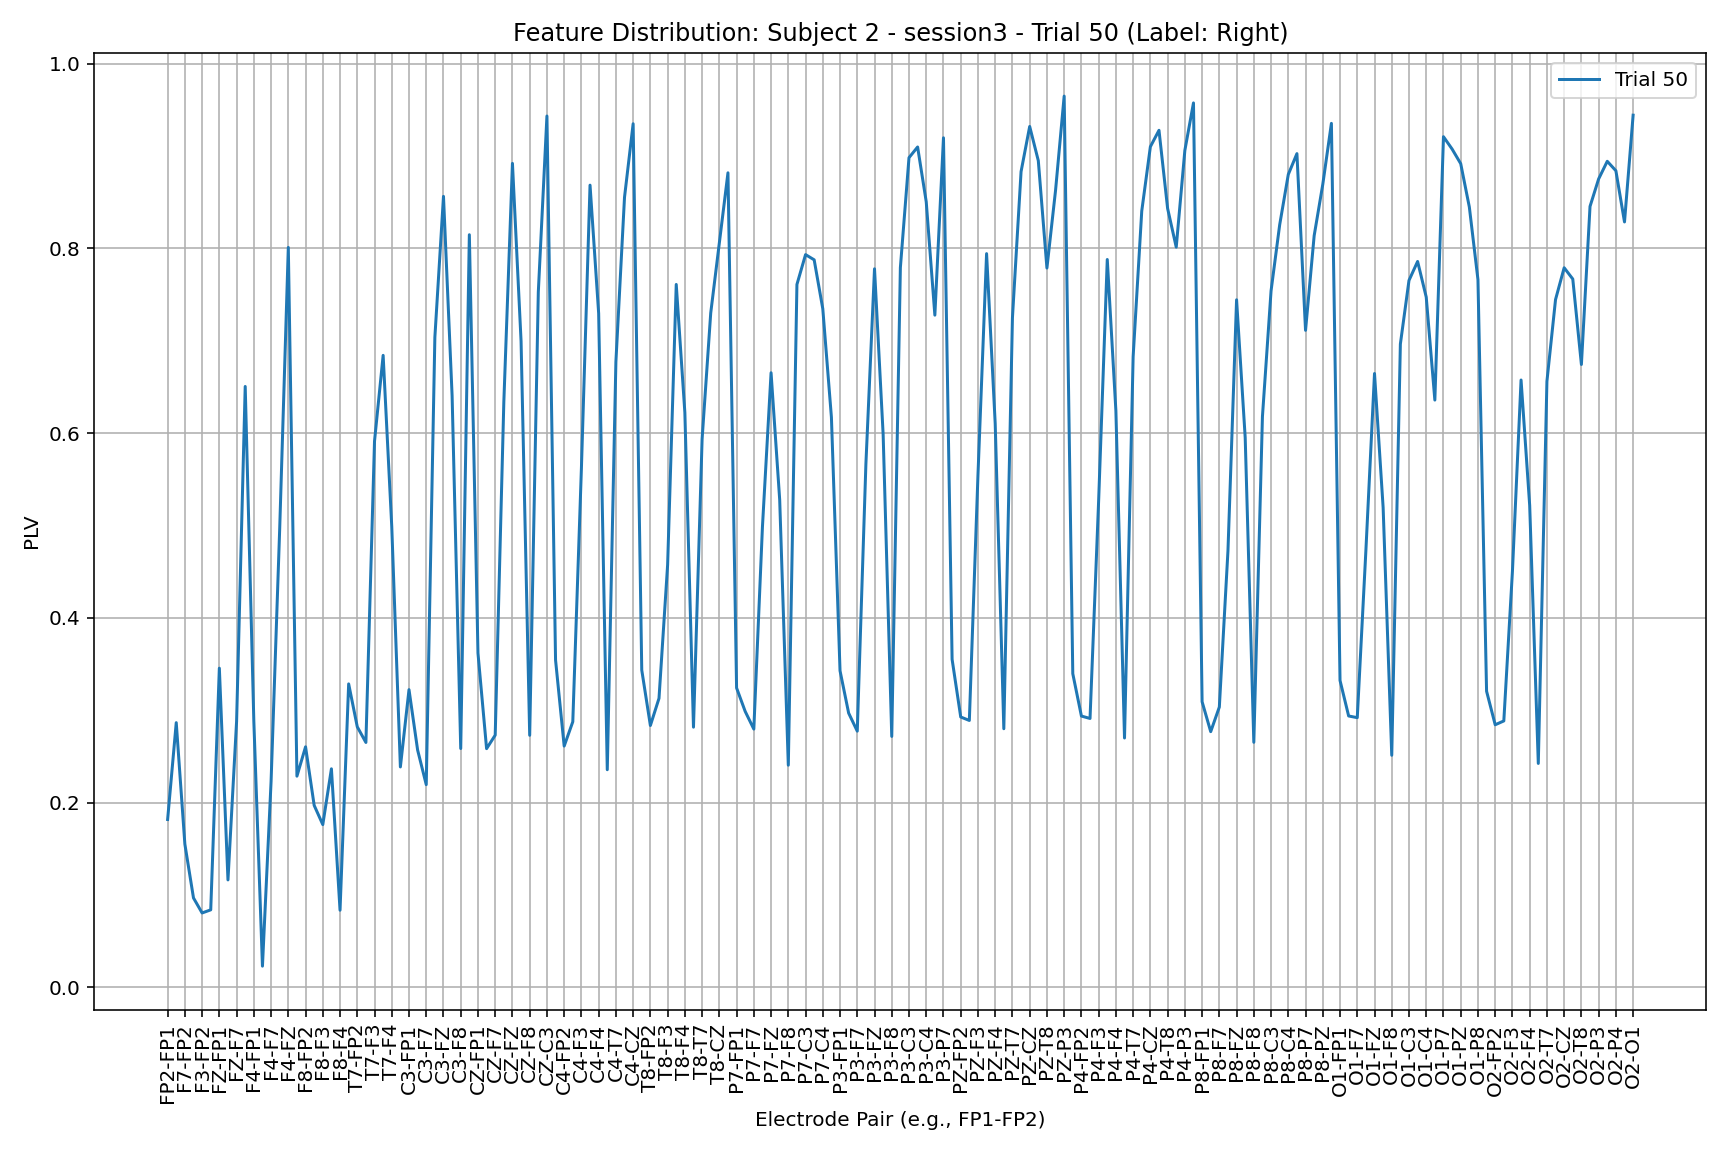 Feature Distribution: Subject 2 - session3 - Trial 50 (Label: Right)
Trial 50
1.0
0.8
0.6
0.4
0.2
0.0
PLV
FP2-FP1
F7-FP2
F3-FP2
FZ-FP1
FZ-F7
F4-FP1
F4-F7
F4-FZ
F8-FP2
F8-F3
F8-F4
T7-FP2
T7-F3
T7-F4
C3-FP1
C3-F7
C3-FZ
C3-F8
CZ-FP1
CZ-F7
CZ-FZ
CZ-F8
CZ-C3
C4-FP2
C4-F3
C4-F4
C4-T7
C4-CZ
T8-FP2
T8-F3
T8-F4
T8-T7
T8-CZ
P7-FP1
P7-F7
P7-FZ
P7-F8
P7-C3
P7-C4
P3-FP1
P3-F7
P3-FZ
P3-F8
P3-C3
P3-C4
P3-P7
PZ-FP2
PZ-F3
PZ-F4
PZ-T7
PZ-CZ
PZ-T8
PZ-P3
P4-FP2
P4-F3
P4-F4
P4-T7
P4-CZ
P4-T8
P4-P3
P8-FP1
P8-F7
P8-FZ
P8-F8
P8-C3
P8-C4
P8-P7
P8-PZ
O1-FP1
O1-F7
O1-FZ
O1-F8
O1-C3
O1-C4
O1-P7
O1-PZ
O1-P8
O2-FP2
O2-F3
O2-F4
O2-T7
O2-CZ
O2-T8
O2-P3
O2-P4
O2-O1
Electrode Pair (e.g., FP1-FP2)